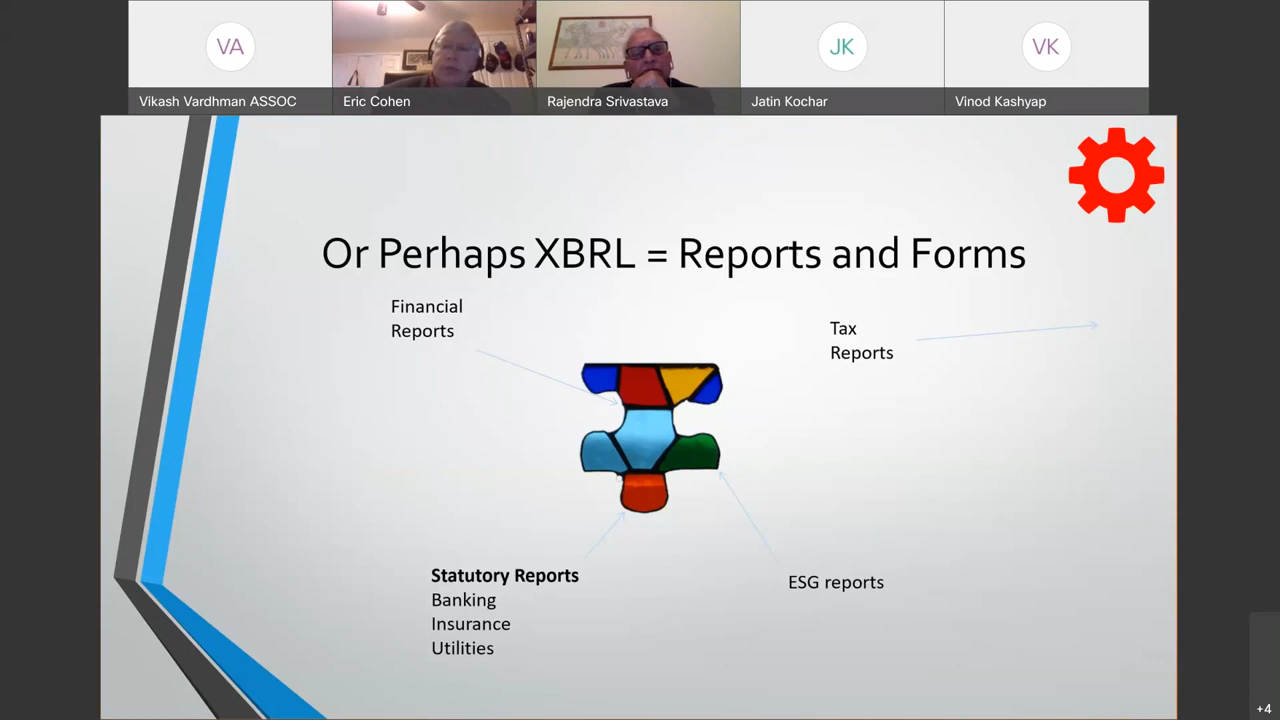 VA
JK
VK
Vikash Vardhman ASSOC
Eric Cohen
Rajendra Srivastava
Jatin Kochar
Vinod Kashyap
Or Perhaps XBRL = Reports and Forms
Financial
Reports
Tax
Reports
Statutory Reports
Banking
Insurance
Utilities
ESG reports
+4